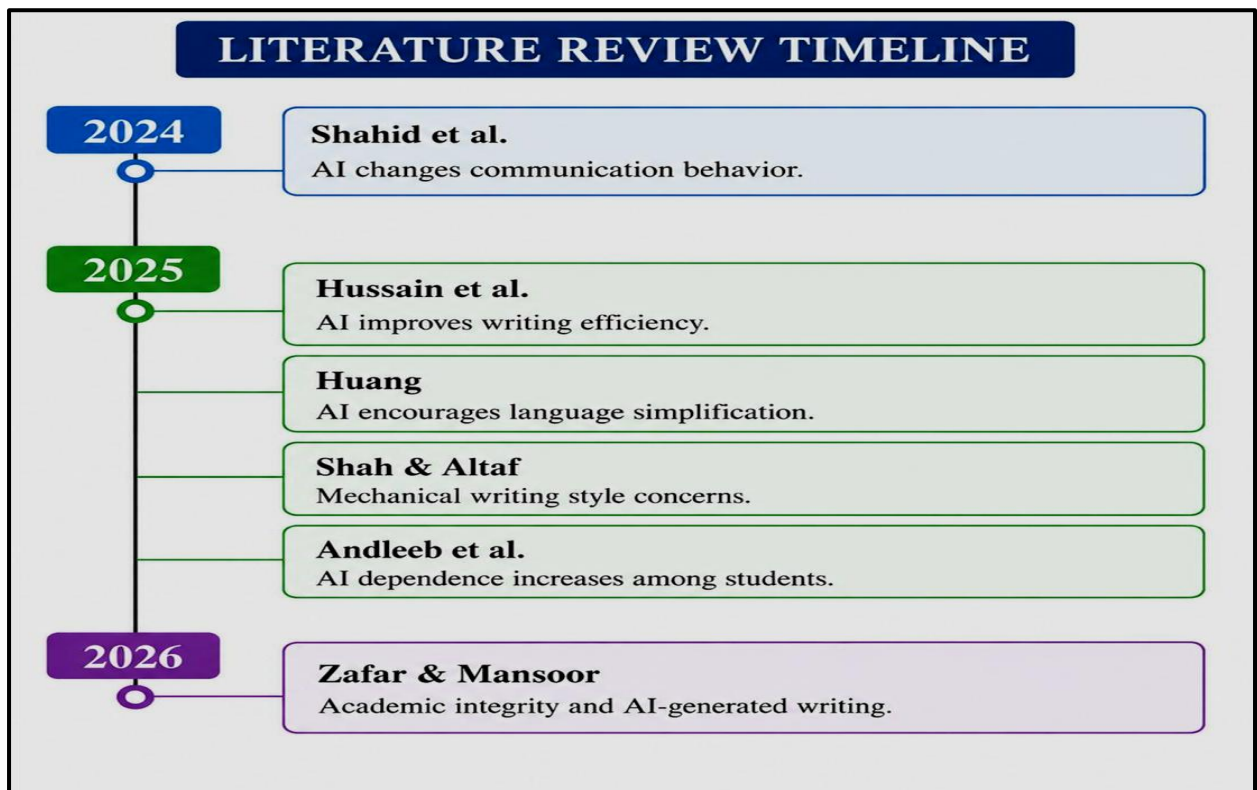 LITERATURE REVIEW TIMELINE
2024
Shahid et al.
AI changes communication behavior.
2025
Hussain et al.
AI improves writing efficiency.
Huang
AI encourages language simplification.
Shah & Altaf
Mechanical writing style concerns.
Andleeb et al.
AI dependence increases among students.
2026
Zafar & Mansoor
Academic integrity and AI-generated writing.